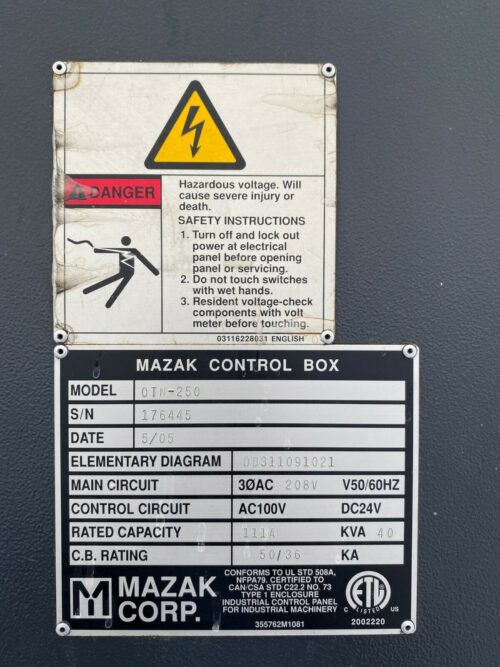 DANGER
Hazardous voltage. Will
cause severe injury or
death.
SAFETY INSTRUCTIONS
1. Turn off and lock out
power at electrical
panel before opening
panel or servicing.
2. Do not touch switches
with wet hands.
3. Resident voltage-check
components with volt
meter before touching.
03116228031 ENGLISH
MAZAK CONTROL BOX
MODEL QTN-250
S/N 176445
DATE 5/05
ELEMENTARY DIAGRAM 00311091021
MAIN CIRCUIT 3ØAC 208V V50/60HZ
CONTROL CIRCUIT AC100V DC24V
RATED CAPACITY 111A KVA 40
C.B. RATING 50/36 KA
M MAZAK
CORP.
CONFORMS TO UL STD 508A,
NFPA79. CERTIFIED TO
CAN/CSA STD C22.2 NO. 73
TYPE 1 ENCLOSURE
INDUSTRIAL CONTROL PANEL
FOR INDUSTRIAL MACHINERY
355762M1081
ETL
C LISTED US
2002220